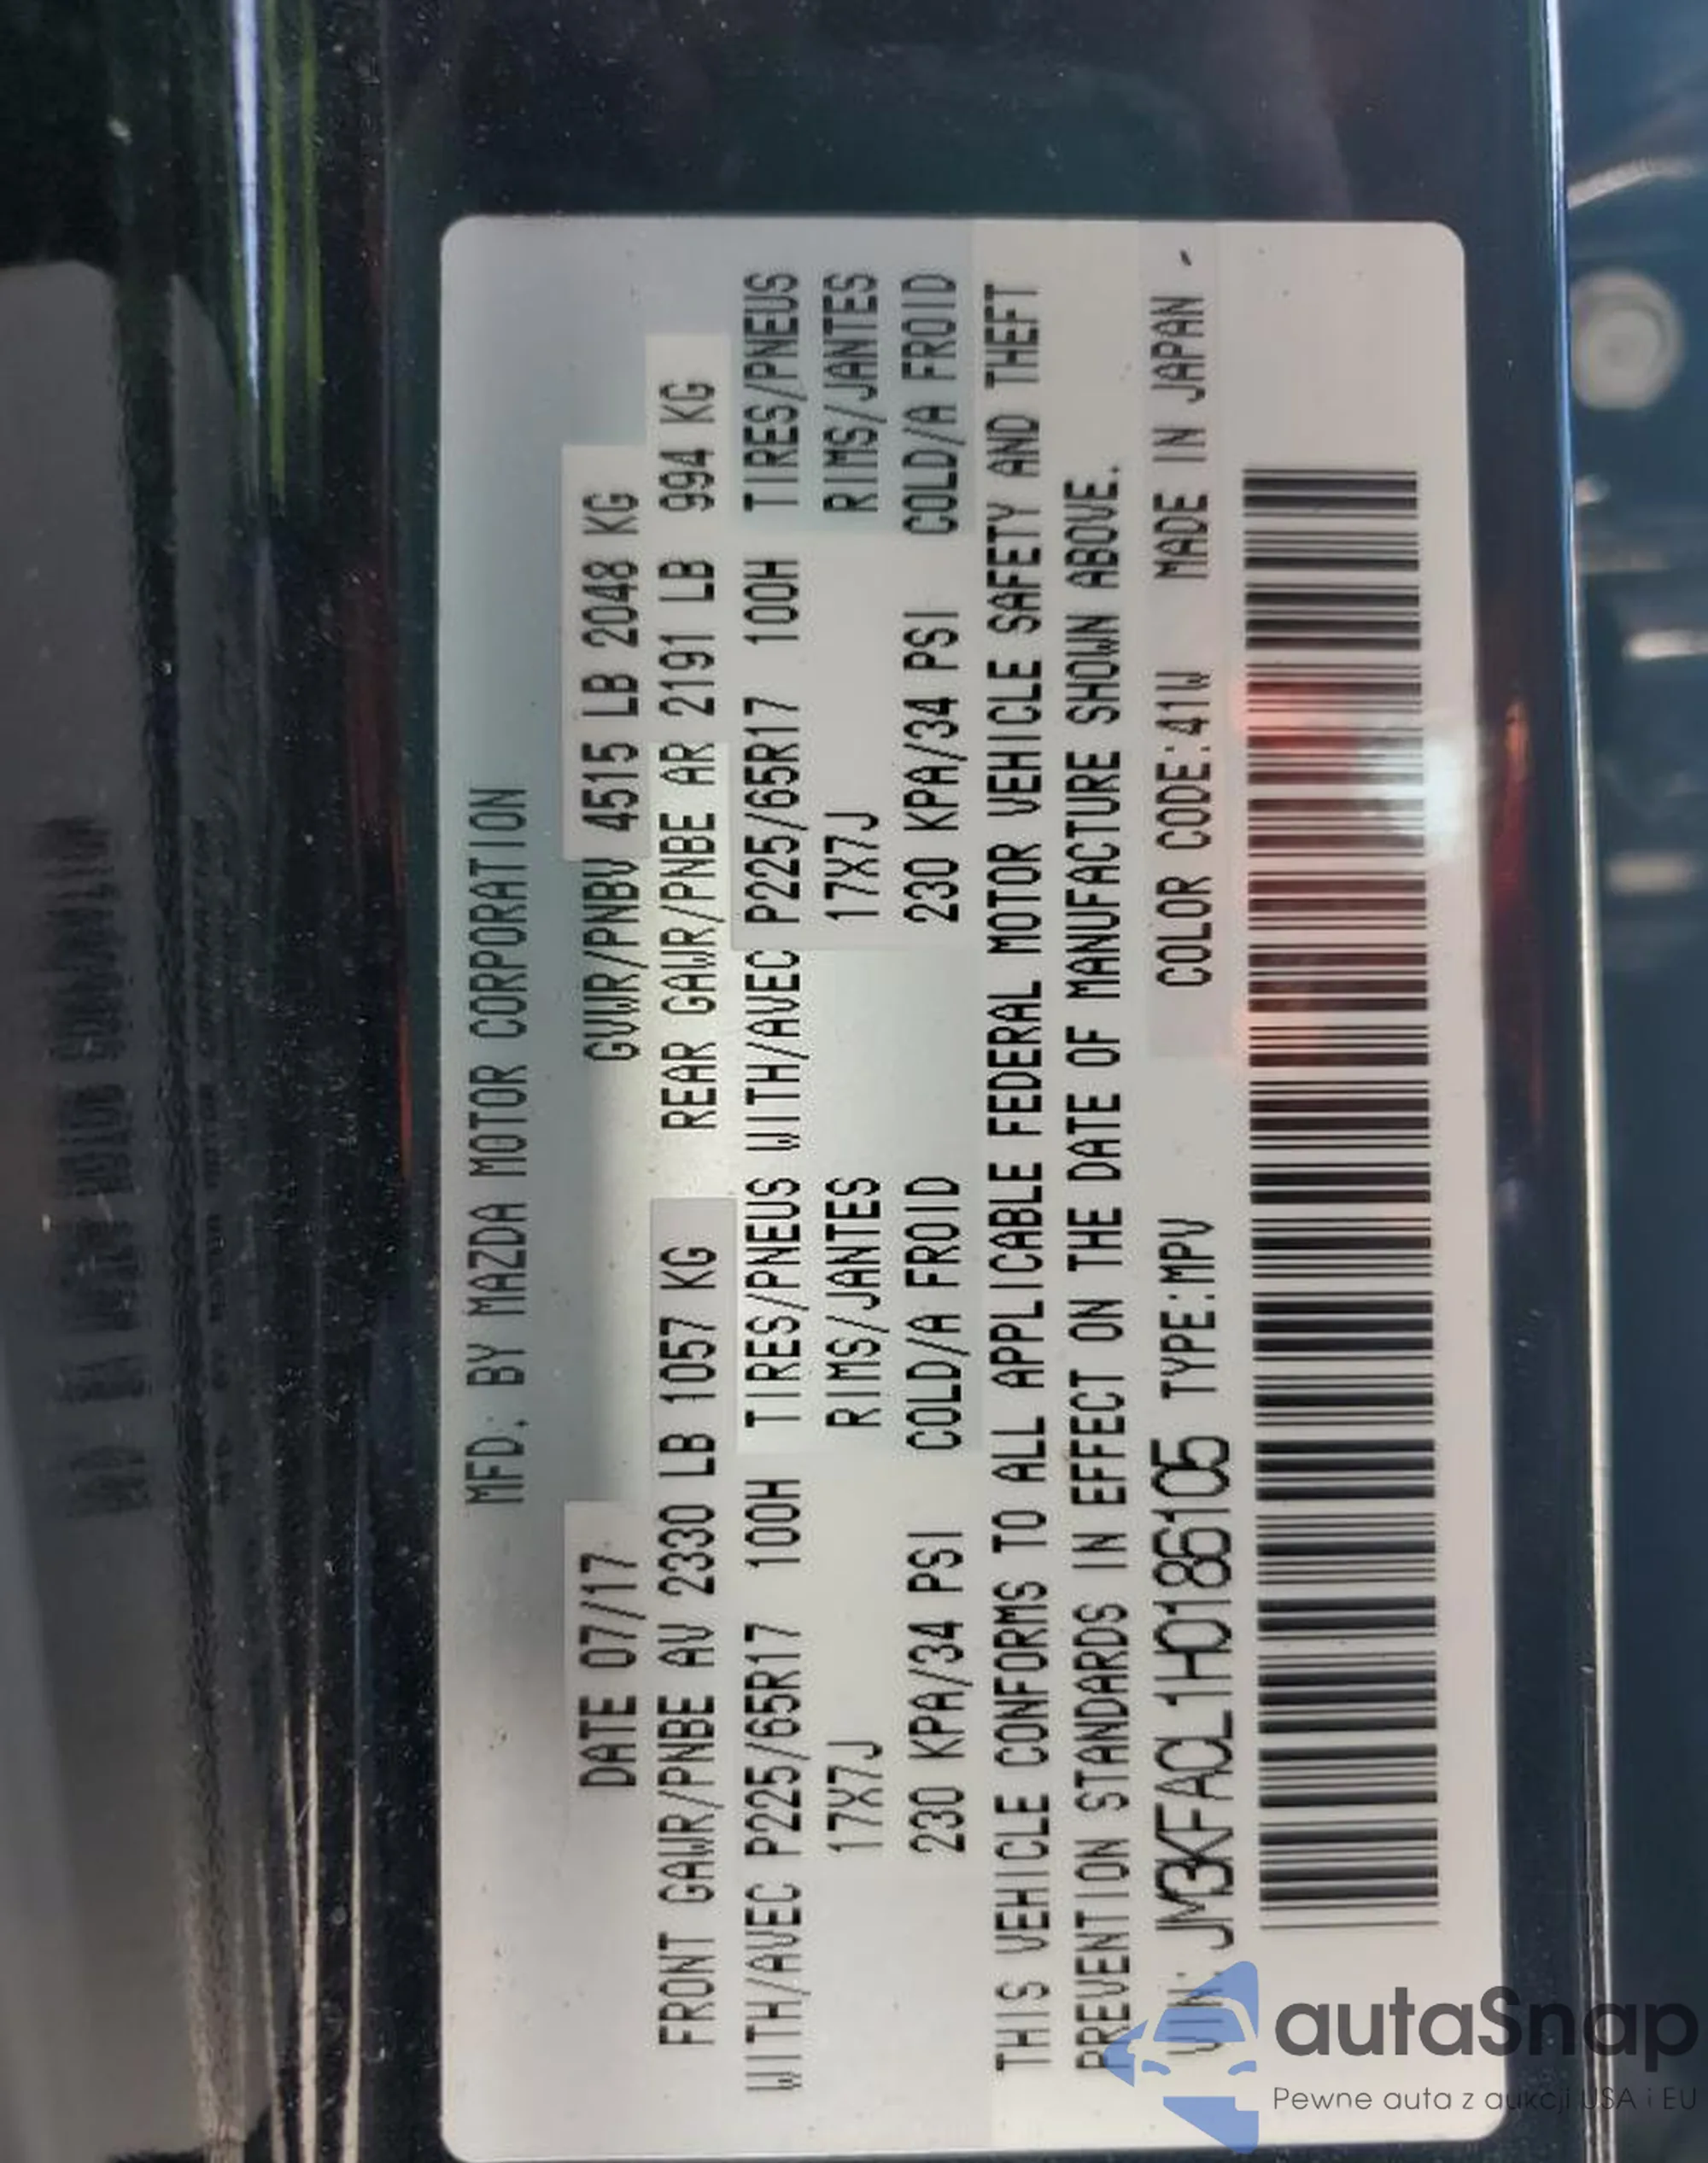 MFD. BY MAZDA MOTOR CORPORATION
DATE 07/17 GVWR/PNBV 4515 LB 2048 KG
FRONT GAWR/PNBE AV 2330 LB 1057 KG REAR GAWR/PNBE AR 2191 LB 994 KG
WITH/AVEC P225/65R17 100H TIRES/PNEUS WITH/AVEC P225/65R17 100H TIRES/PNEUS
17X7J RIMS/JANTES 17X7J RIMS/JANTES
230 KPA/34 PSI COLD/A FROID 230 KPA/34 PSI COLD/A FROID
THIS VEHICLE CONFORMS TO ALL APPLICABLE FEDERAL MOTOR VEHICLE SAFETY AND THEFT
PREVENTION STANDARDS IN EFFECT ON THE DATE OF MANUFACTURE SHOWN ABOVE.
VIN: JM3KFACL1H0186105 TYPE:MPV COLOR CODE:41W MADE IN JAPAN
autaSnap
Pewne auta z aukcji USA i EU